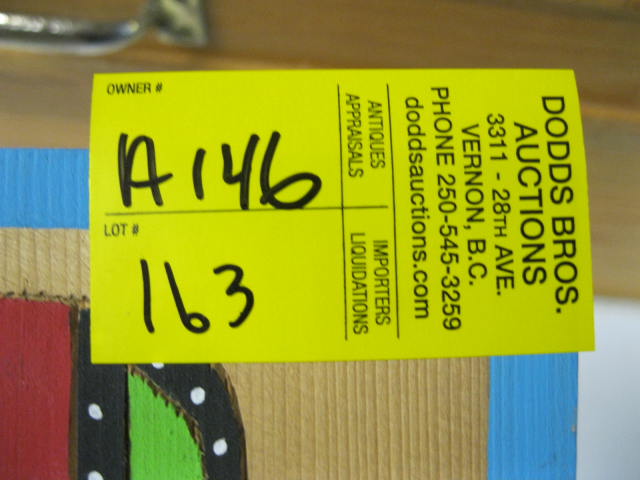 OWNER #
A146
LOT #
163
ANTIQUES
APPRAISALS
IMPORTERS
LIQUIDATIONS
DODDS BROS.
AUCTIONS
3311 - 28TH AVE.
VERNON, B.C.
PHONE 250-545-3259
doddsauctions.com